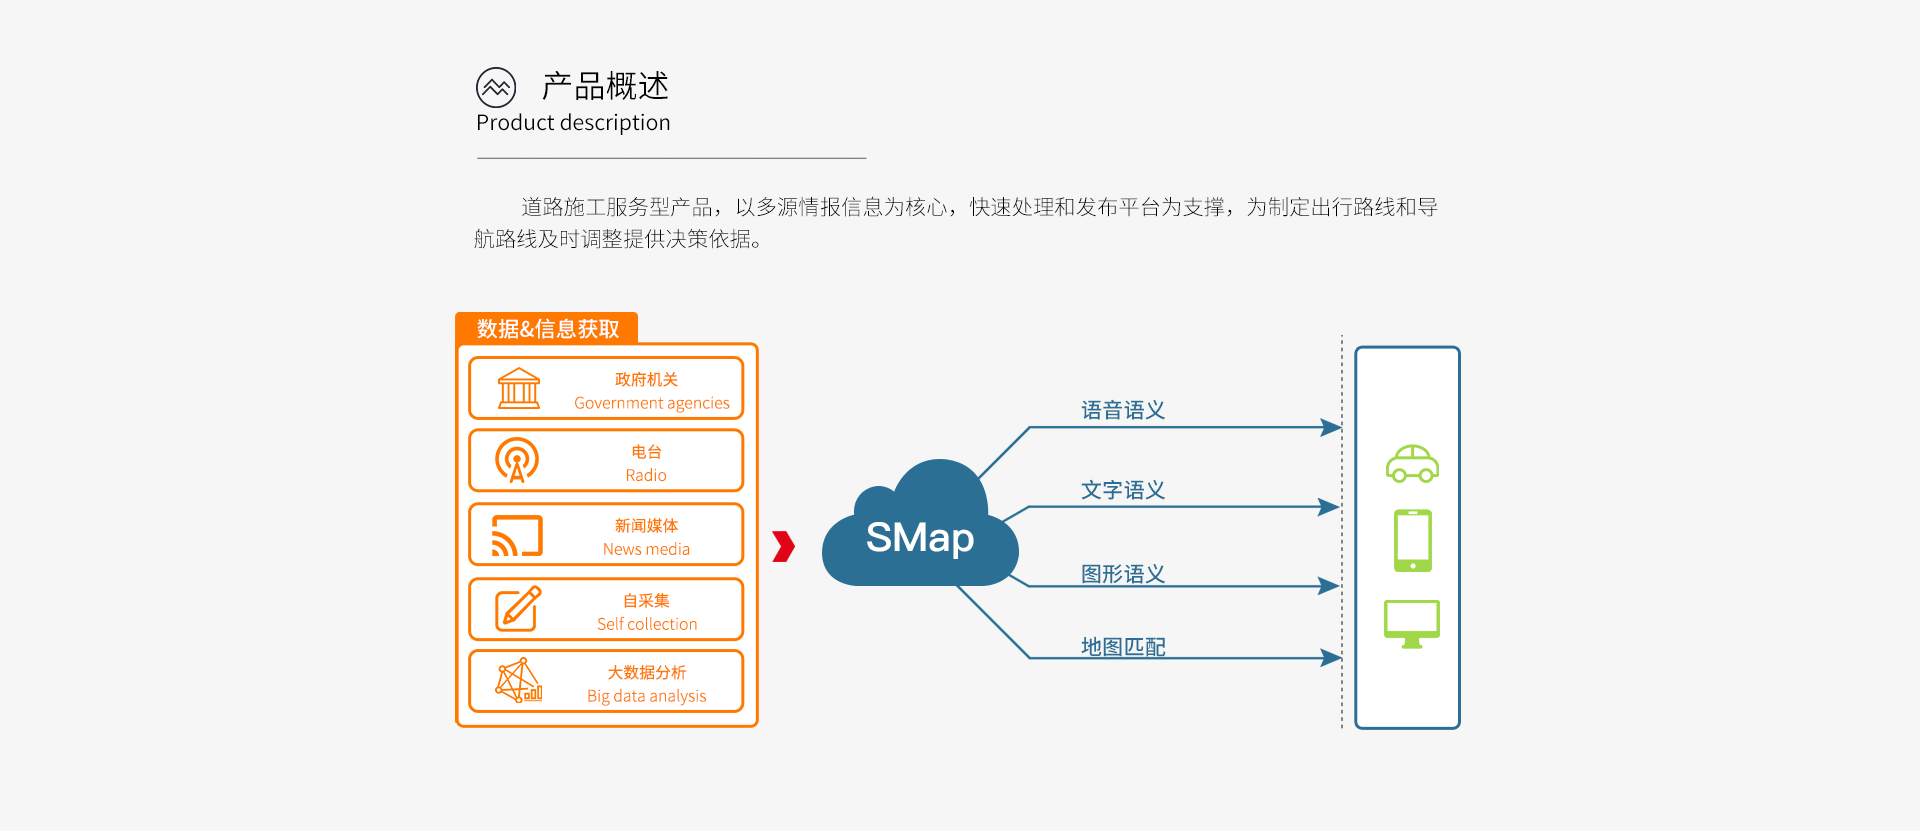 产品概述
Product description
道路施工服务型产品，以多源情报信息为核心，快速处理和发布平台为支撑，为制定出行路线和导
航路线及时调整提供决策依据。
数据&信息获取
政府机关
Government agencies
电台
Radio
新闻媒体
News media
自采集
Self collection
大数据分析
Big data analysis
SMap
语音语义
文字语义
图形语义
地图匹配